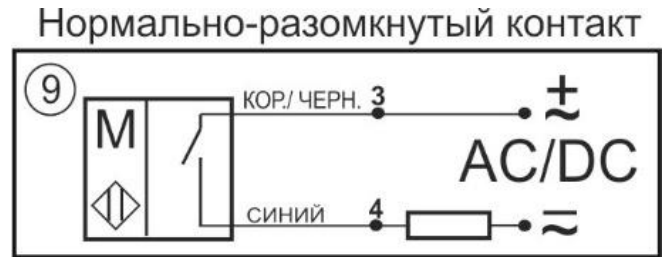 Нормально-разомкнутый контакт
9
КОР./ ЧЕРН. 3
M
AC/DC
СИНИЙ 4